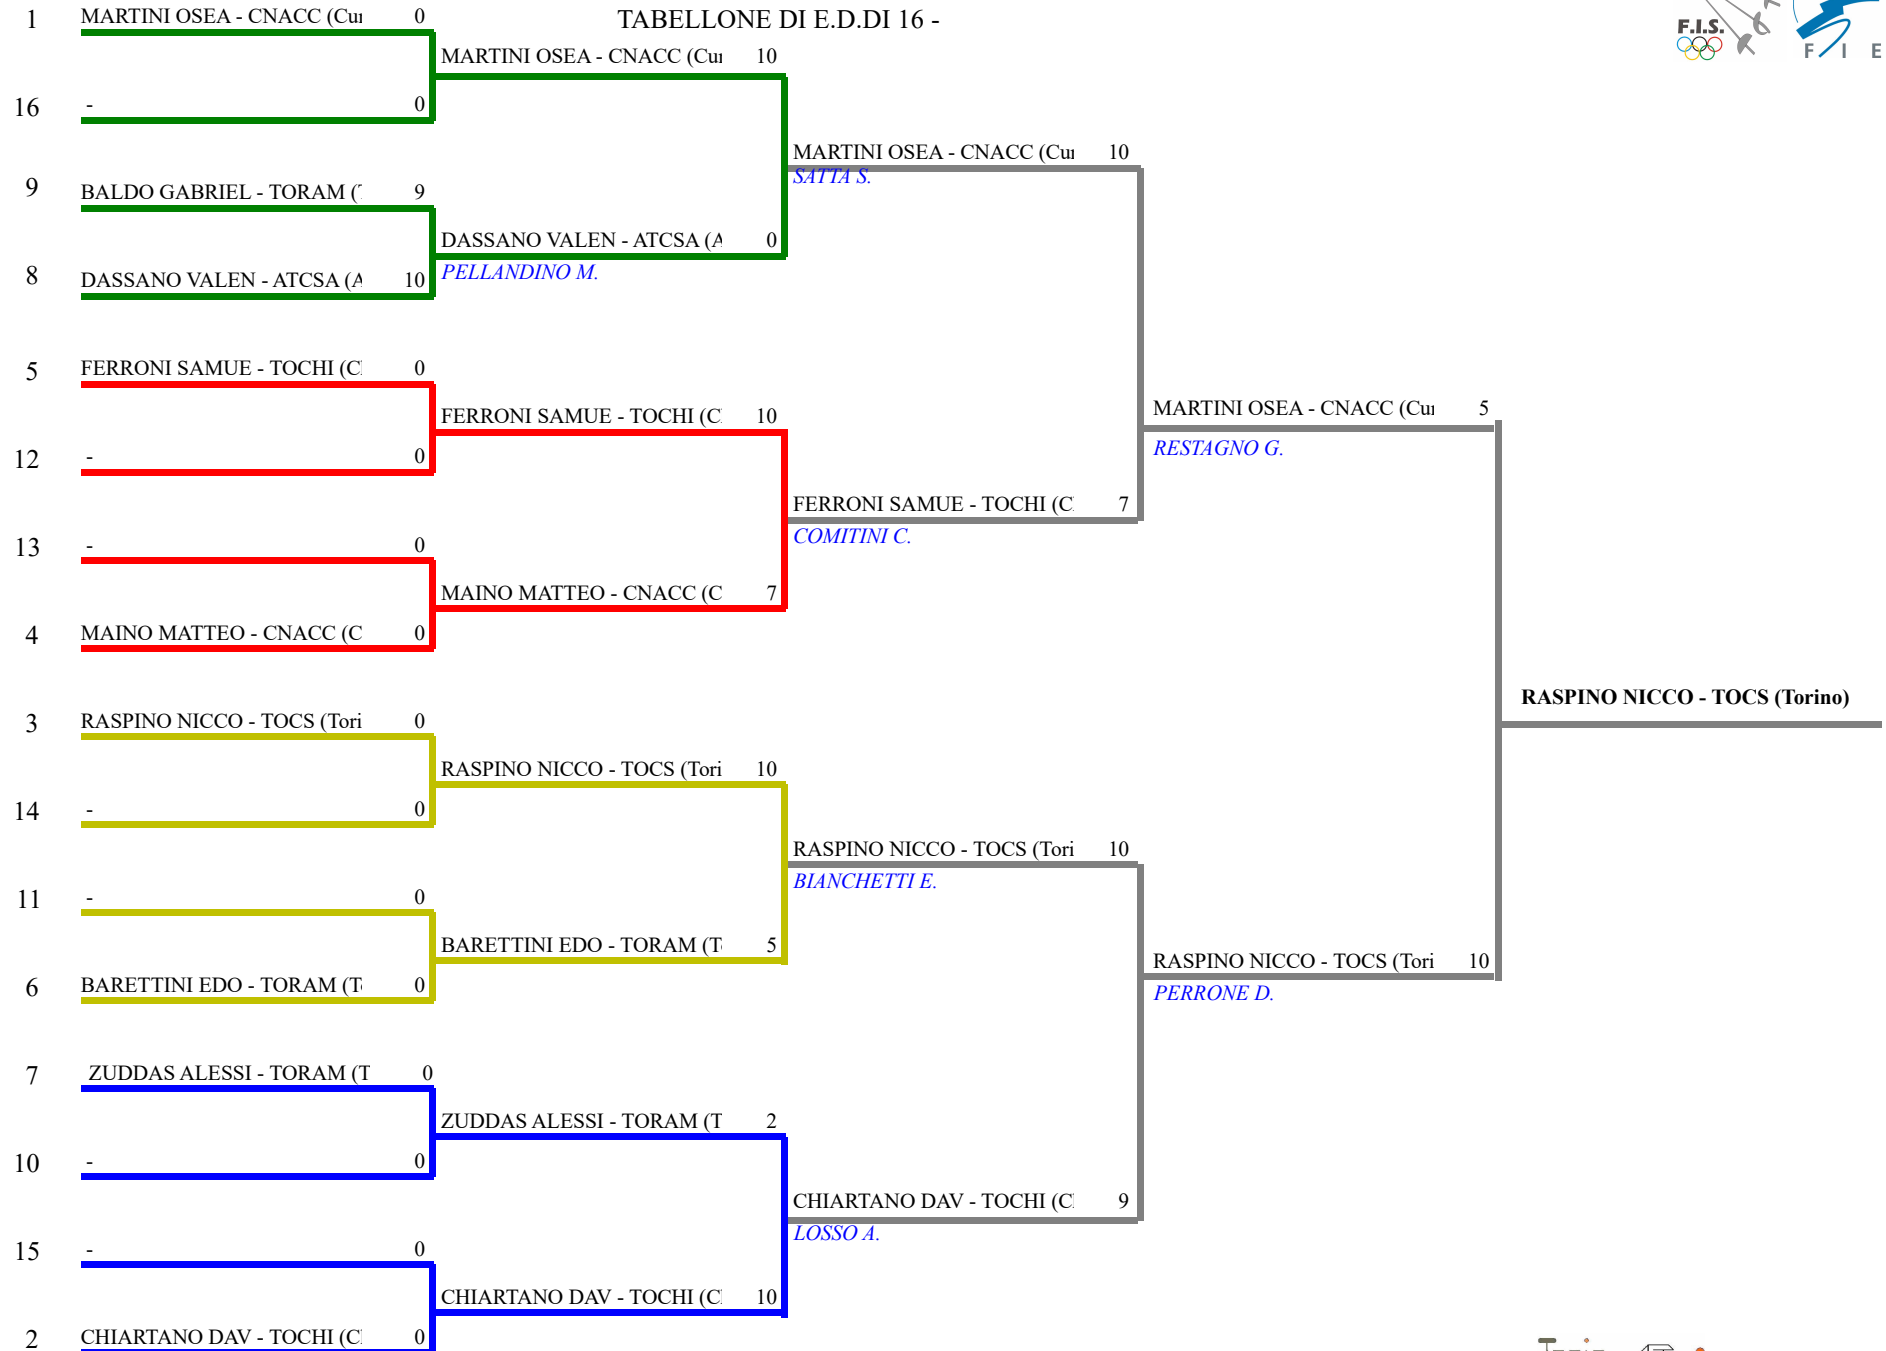 TABELLONE DI E.D.DI 16 -
F.I.S.
F I E
1 MARTINI OSEA - CNACC (Cu 0
MARTINI OSEA - CNACC (Cu 10
16 - 0
MARTINI OSEA - CNACC (Cu 10
SATTA S.
9 BALDO GABRIEL - TORAM ( 9
DASSANO VALEN - ATCSA (A 0
PELLANDINO M.
8 DASSANO VALEN - ATCSA (A 10
5 FERRONI SAMUE - TOCHI (C 0
FERRONI SAMUE - TOCHI (C 10
MARTINI OSEA - CNACC (Cu 5
RESTAGNO G.
12 - 0
FERRONI SAMUE - TOCHI (C 7
COMITINI C.
13 - 0
MAINO MATTEO - CNACC (C 7
4 MAINO MATTEO - CNACC (C 0
RASPINO NICCO - TOCS (Torino)
3 RASPINO NICCO - TOCS (Tori 0
RASPINO NICCO - TOCS (Tori 10
14 - 0
RASPINO NICCO - TOCS (Tori 10
BIANCHETTI E.
11 - 0
BARETTINI EDO - TORAM (T 5
RASPINO NICCO - TOCS (Tori 10
PERRONE D.
6 BARETTINI EDO - TORAM (T 0
7 ZUDDAS ALESSI - TORAM (T 0
ZUDDAS ALESSI - TORAM (T 2
10 - 0
CHIARTANO DAV - TOCHI (C 9
LOSSO A.
15 - 0
CHIARTANO DAV - TOCHI (C 10
2 CHIARTANO DAV - TOCHI (C 0